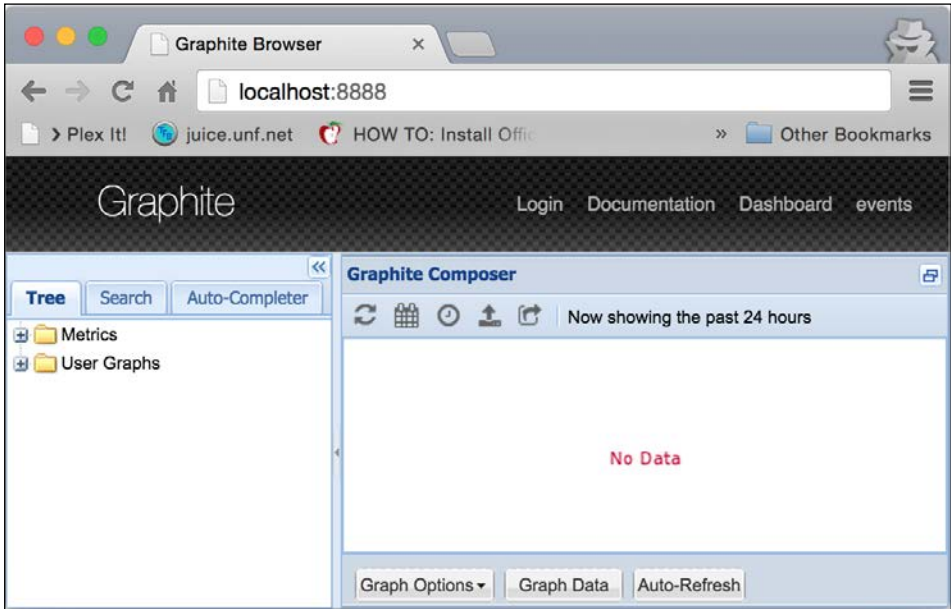 Graphite Browser
localhost:8888
> Plex It!
juice.unf.net
HOW TO: Install Offic
»
Other Bookmarks
Graphite
Login Documentation Dashboard events
Tree Search Auto-Completer
Metrics
User Graphs
Graphite Composer
Now showing the past 24 hours
No Data
Graph Options Graph Data Auto-Refresh